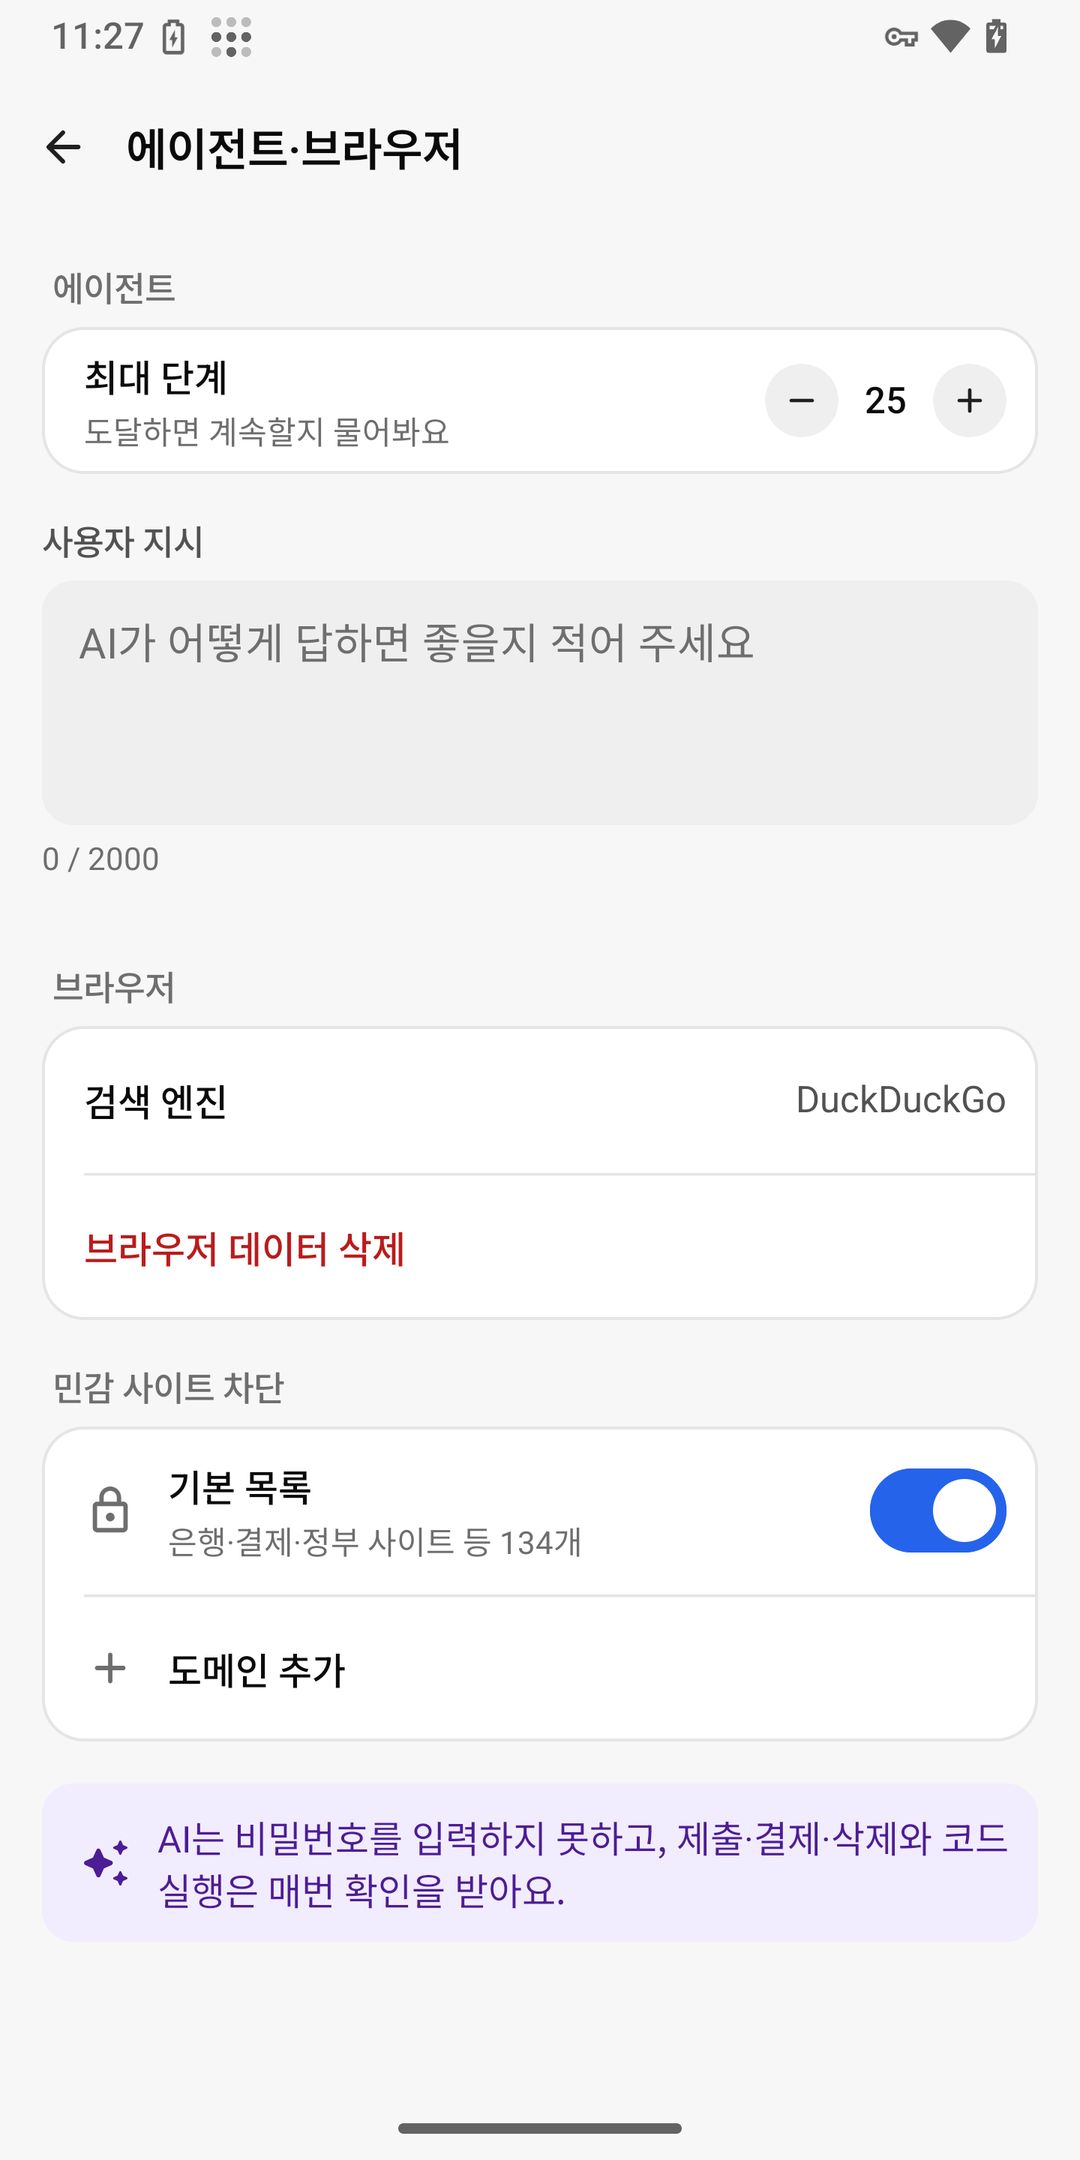 11:27
에이전트·브라우저
에이전트
최대 단계
도달하면 계속할지 물어봐요
25
사용자 지시
AI가 어떻게 답하면 좋을지 적어 주세요
0 / 2000
브라우저
검색 엔진
DuckDuckGo
브라우저 데이터 삭제
민감 사이트 차단
기본 목록
은행·결제·정부 사이트 등 134개
도메인 추가
AI는 비밀번호를 입력하지 못하고, 제출·결제·삭제와 코드
실행은 매번 확인을 받아요.